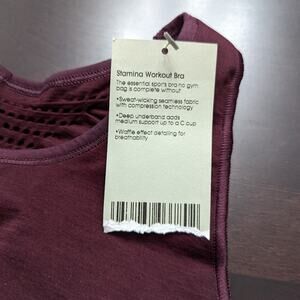 Stamina Workout Bra
The essential sports bra no gym
bag is complete without
•Sweat-wicking seamless fabric
with compression technology
•Deep underband adds
medium support up to a C cup
•Waffle effect detailing for
breathability